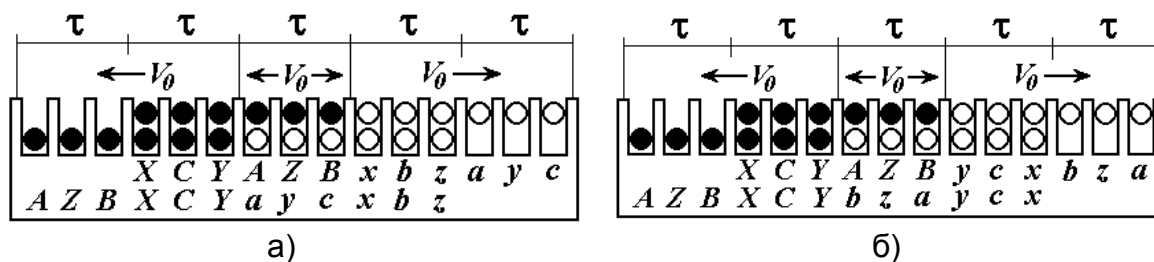 τ τ τ τ τ
V₀ V₀ V₀
X C Y A Z B x b z a y c
A Z B X C Y a y c x b z
а)
τ τ τ τ τ
V₀ V₀ V₀
X C Y A Z B y c x b z a
A Z B X C Y b z a y c x
б)